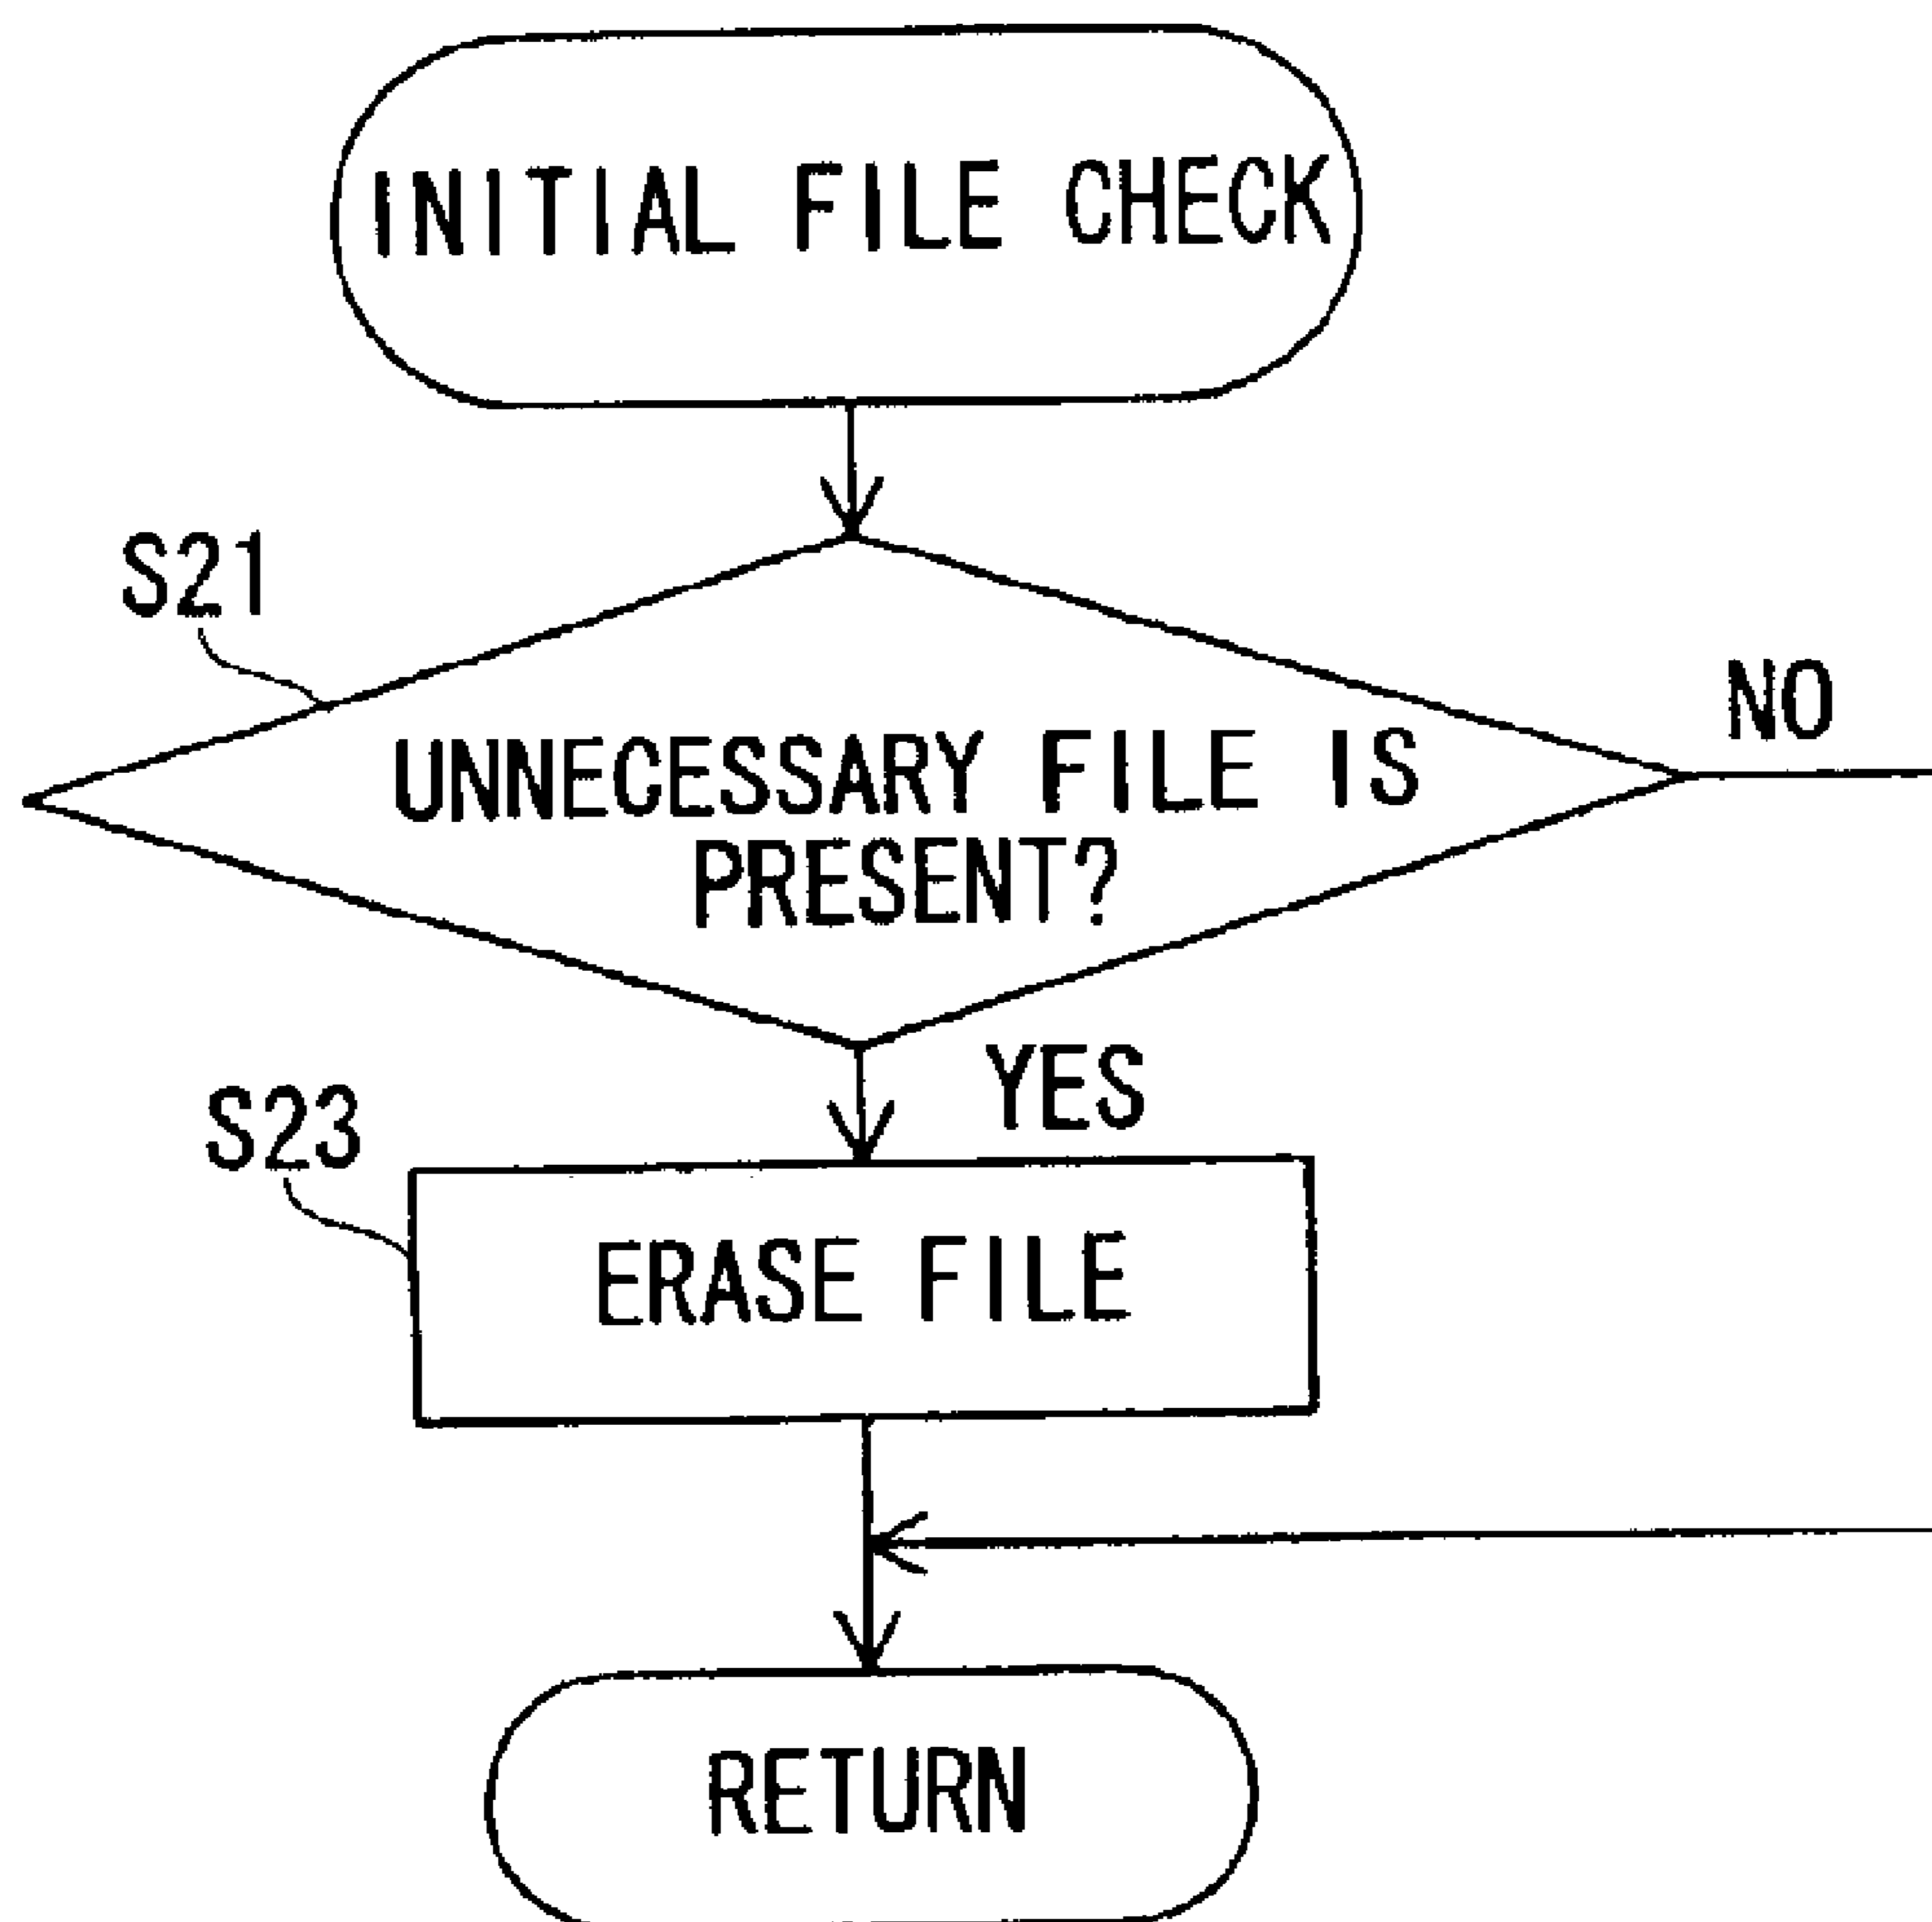 INITIAL FILE CHECK
S21
NO
UNNECESSARY FILE IS
PRESENT?
YES
S23
ERASE FILE
RETURN